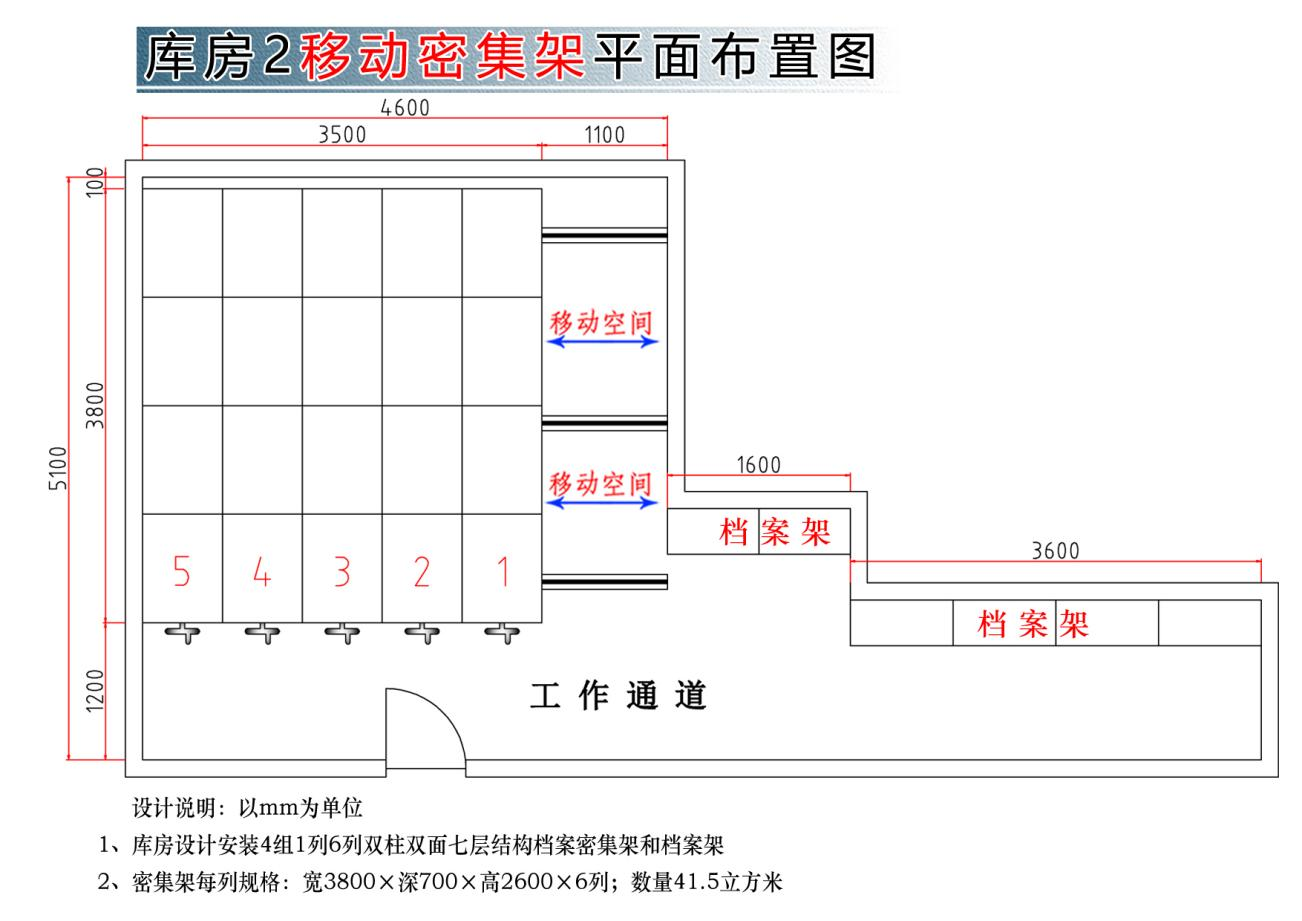 库房2移动密集架平面布置图
4600
3500
1100
100
3800
5100
1200
移动空间
移动空间
1600
档案架
3600
档案架
5
4
3
2
1
工作通道
设计说明：以mm为单位
1、库房设计安装4组1列6列双柱双面七层结构档案密集架和档案架
2、密集架每列规格：宽3800×深700×高2600×6列；数量41.5立方米